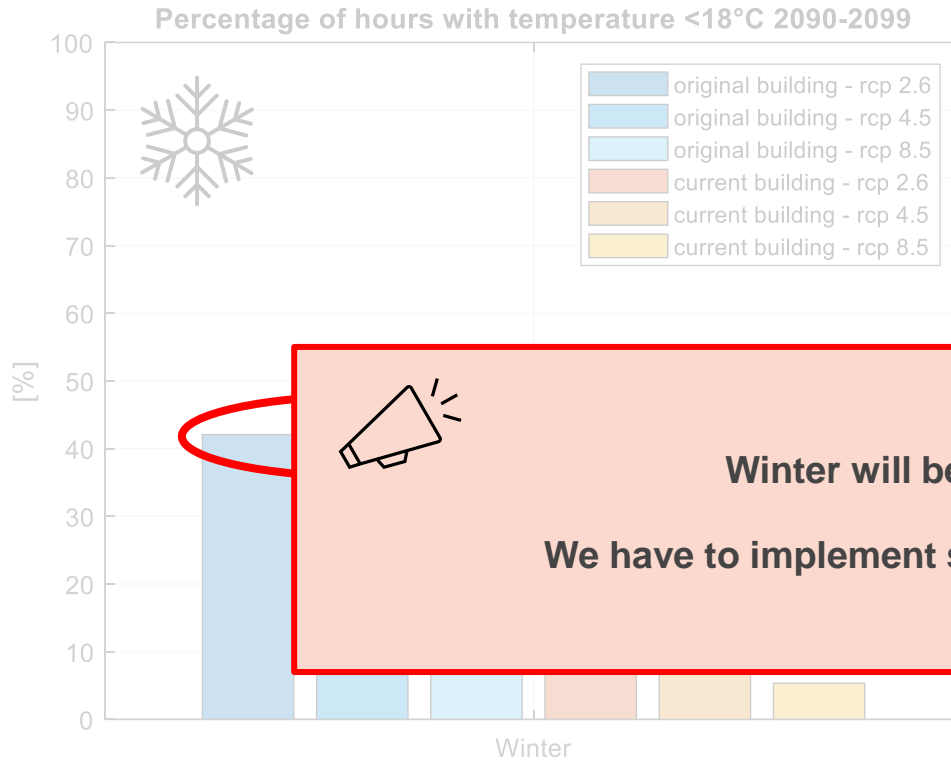 Percentage of hours with temperature <18°C 2090-2099
100
90
80
70
60
50
40
30
20
10
0
[%]
original building - rcp 2.6
original building - rcp 4.5
original building - rcp 8.5
current building - rcp 2.6
current building - rcp 4.5
current building - rcp 8.5
Winter will be
We have to implement
Winter